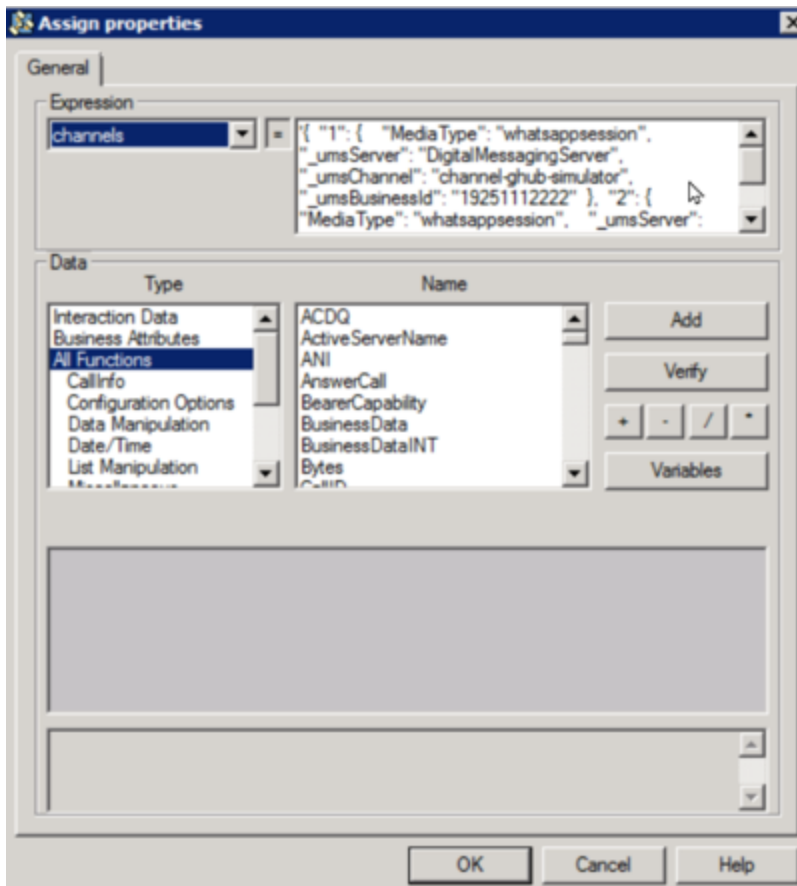 Assign properties
General
Expression
channels
=
'{ "1": { "MediaType": "whatsappsession",
"_umsServer": "DigitalMessagingServer",
"_umsChannel": "channel-ghub-simulator",
"_umsBusinessId": "19251112222" }, "2": {
"MediaType": "whatsappsession", "_umsServer":
Data
Type
Name
Interaction Data
Business Attributes
All Functions
CallInfo
Configuration Options
Data Manipulation
Date/Time
List Manipulation
Miscellaneous
ACDQ
ActiveServerName
ANI
AnswerCall
BearerCapability
BusinessData
BusinessDataINT
Bytes
CallID
Add
Verify
+ - / *
Variables
OK
Cancel
Help